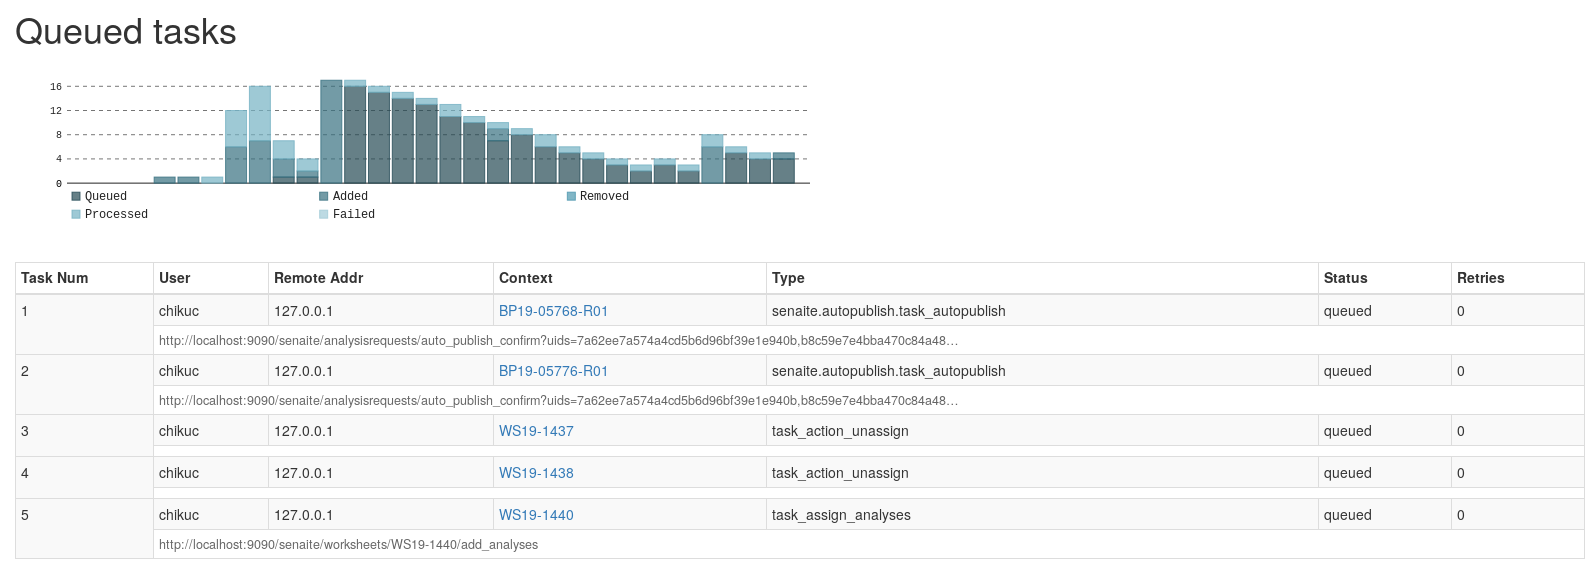 Queued tasks
16
12
8
4
0
Queued Added Removed
Processed Failed
Task Num User Remote Addr Context Type Status Retries
1 chikuc 127.0.0.1 BP19-05768-R01 senaite.autopublish.task_autopublish queued 0
http://localhost:9090/senaite/analysisrequests/auto_publish_confirm?uids=7a62ee7a574a4cd5b6d96bf39e1e940b,b8c59e7e4bba470c84a48…
2 chikuc 127.0.0.1 BP19-05776-R01 senaite.autopublish.task_autopublish queued 0
http://localhost:9090/senaite/analysisrequests/auto_publish_confirm?uids=7a62ee7a574a4cd5b6d96bf39e1e940b,b8c59e7e4bba470c84a48…
3 chikuc 127.0.0.1 WS19-1437 task_action_unassign queued 0
4 chikuc 127.0.0.1 WS19-1438 task_action_unassign queued 0
5 chikuc 127.0.0.1 WS19-1440 task_assign_analyses queued 0
http://localhost:9090/senaite/worksheets/WS19-1440/add_analyses